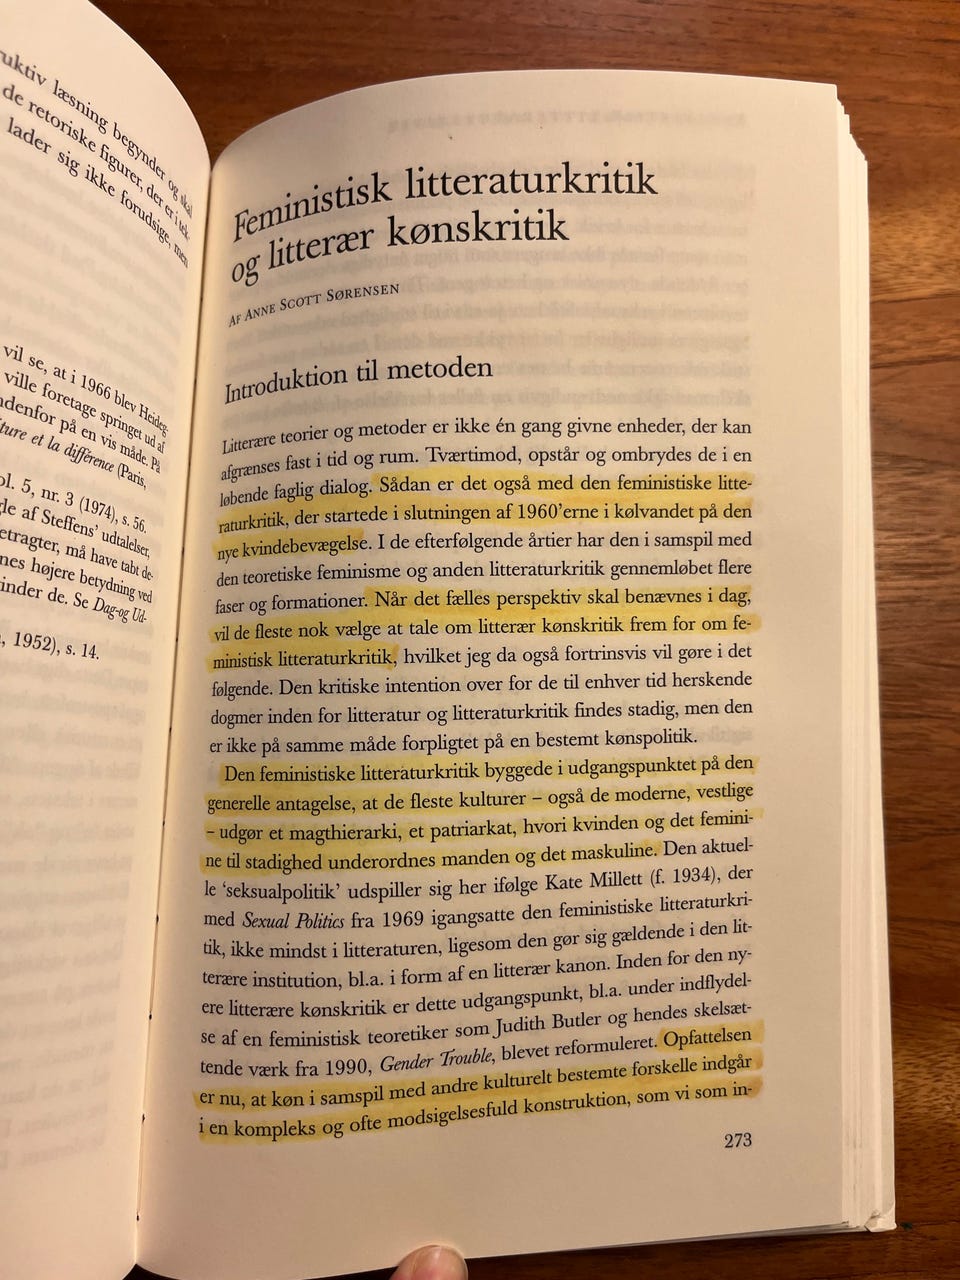 uktiv læsning begynder og skal
de retoriske figurer, der er i tek-
lader sig ikke forudsige, men
vil se, at i 1966 blev Heideg-
ville foretage springet ud af
ndenfor på en vis måde. På
ture et la différence (Paris,
ol. 5, nr. 3 (1974), s. 56.
de af Steffens’ udtalelser,
etragter, må have tabt de-
nes højere betydning ved
inder de. Se Dag-og Ud-
, 1952), s. 14.
Feministisk litteraturkritik
og litterær kønskritik
AF ANNE SCOTT SØRENSEN
Introduktion til metoden
Litterære teorier og metoder er ikke én gang givne enheder, der kan
afgrænses fast i tid og rum. Tværtimod, opstår og ombrydes de i en
løbende faglig dialog. Sådan er det også med den feministiske litte-
raturkritik, der startede i slutningen af 1960’erne i kølvandet på den
nye kvindebevægelse. I de efterfølgende årtier har den i samspil med
den teoretiske feminisme og anden litteraturkritik gennemløbet flere
faser og formationer. Når det fælles perspektiv skal benævnes i dag,
vil de fleste nok vælge at tale om litterær kønskritik frem for om fe-
ministisk litteraturkritik, hvilket jeg da også fortrinsvis vil gøre i det
følgende. Den kritiske intention over for de til enhver tid herskende
dogmer inden for litteratur og litteraturkritik findes stadig, men den
er ikke på samme måde forpligtet på en bestemt kønspolitik.
Den feministiske litteraturkritik byggede i udgangspunktet på den
generelle antagelse, at de fleste kulturer – også de moderne, vestlige
– udgør et magthierarki, et patriarkat, hvori kvinden og det femini-
ne til stadighed underordnes manden og det maskuline. Den aktuel-
le ‘seksualpolitik’ udspiller sig her ifølge Kate Millett (f. 1934), der
med Sexual Politics fra 1969 igangsatte den feministiske litteraturkri-
tik, ikke mindst i litteraturen, ligesom den gør sig gældende i den lit-
terære institution, bl.a. i form af en litterær kanon. Inden for den ny-
ere litterære kønskritik er dette udgangspunkt, bl.a. under indflydel-
se af en feministisk teoretiker som Judith Butler og hendes skelsæt-
tende værk fra 1990, Gender Trouble, blevet reformuleret. Opfattelsen
er nu, at køn i samspil med andre kulturelt bestemte forskelle indgår
i en kompleks og ofte modsigelsesfuld konstruktion, som vi som in-
273